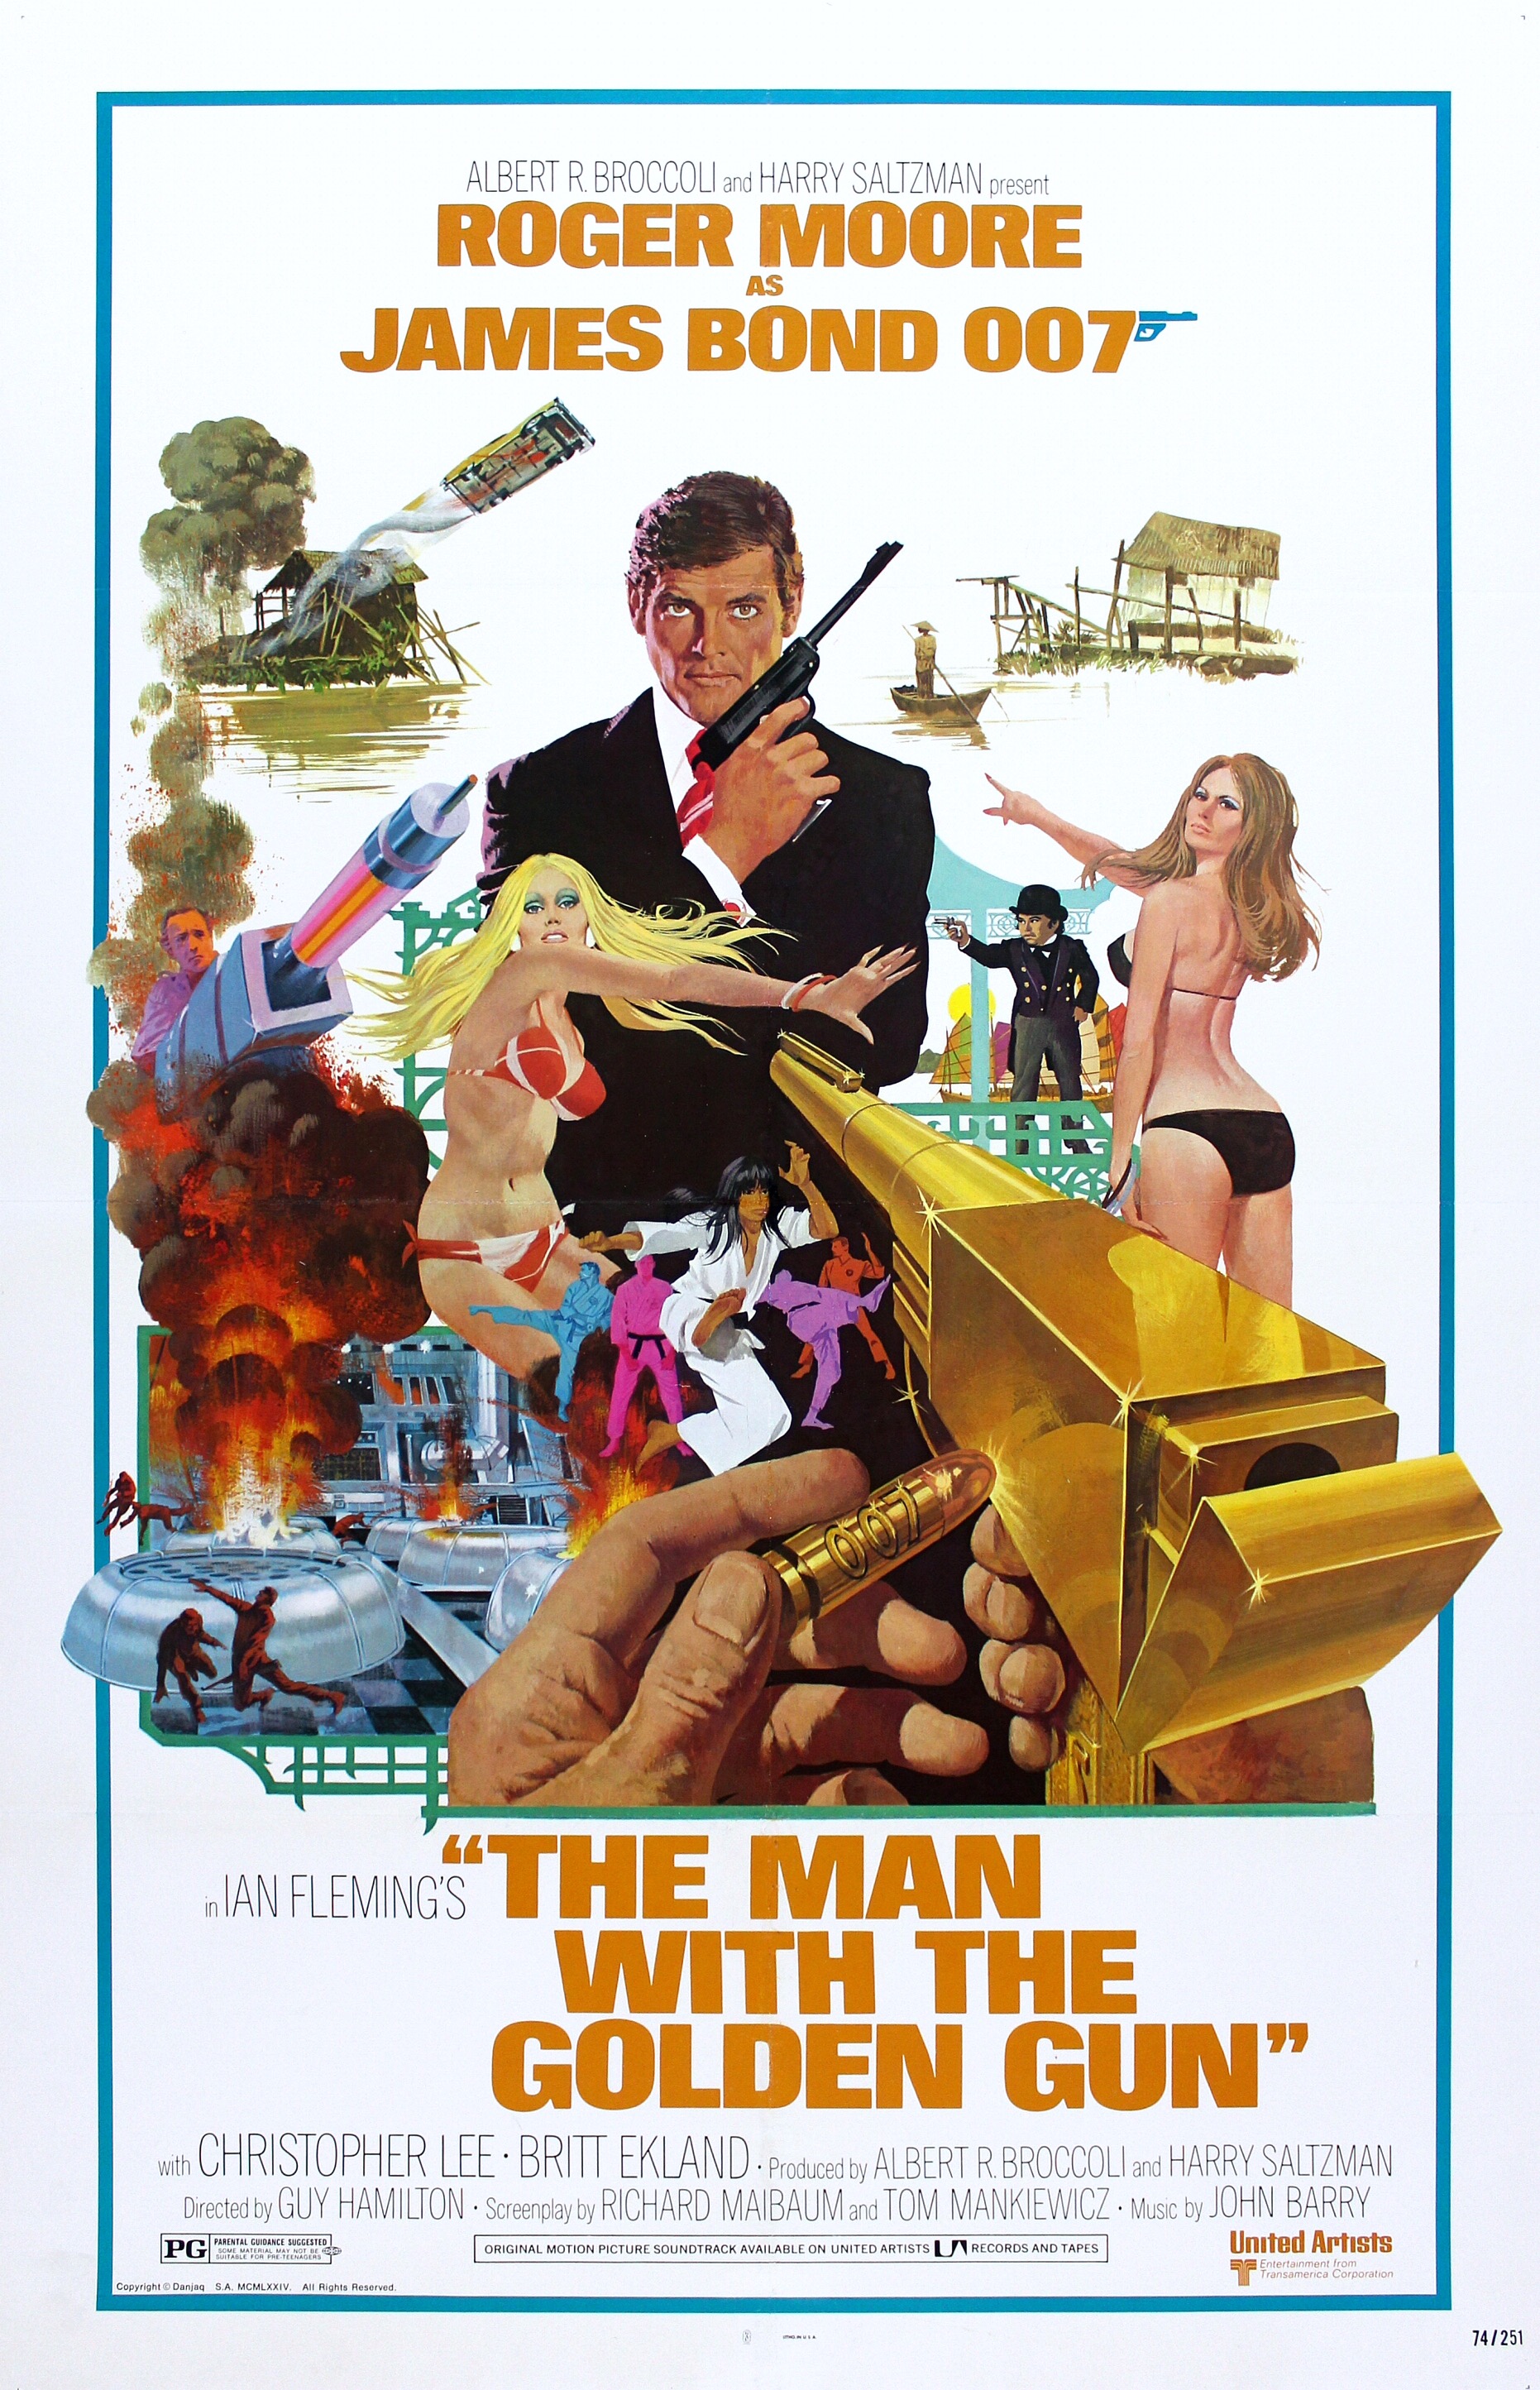 ALBERT R. BROCCOLI and HARRY SALTZMAN present
ROGER MOORE
AS
JAMES BOND 007
007
in IAN FLEMING'S
“THE MAN
WITH THE
GOLDEN GUN”
with CHRISTOPHER LEE · BRITT EKLAND · Produced by ALBERT R. BROCCOLI and HARRY SALTZMAN
Directed by GUY HAMILTON · Screenplay by RICHARD MAIBAUM and TOM MANKIEWICZ · Music by JOHN BARRY
PG PARENTAL GUIDANCE SUGGESTED
SOME MATERIAL MAY NOT BE
SUITABLE FOR PRE-TEENAGERS
ORIGINAL MOTION PICTURE SOUNDTRACK AVAILABLE ON UNITED ARTISTS UA RECORDS AND TAPES
United Artists
Entertainment from
Transamerica Corporation
Copyright © Danjaq S.A. MCMLXXIV. All Rights Reserved.
LITHO. IN U.S.A.
74/251